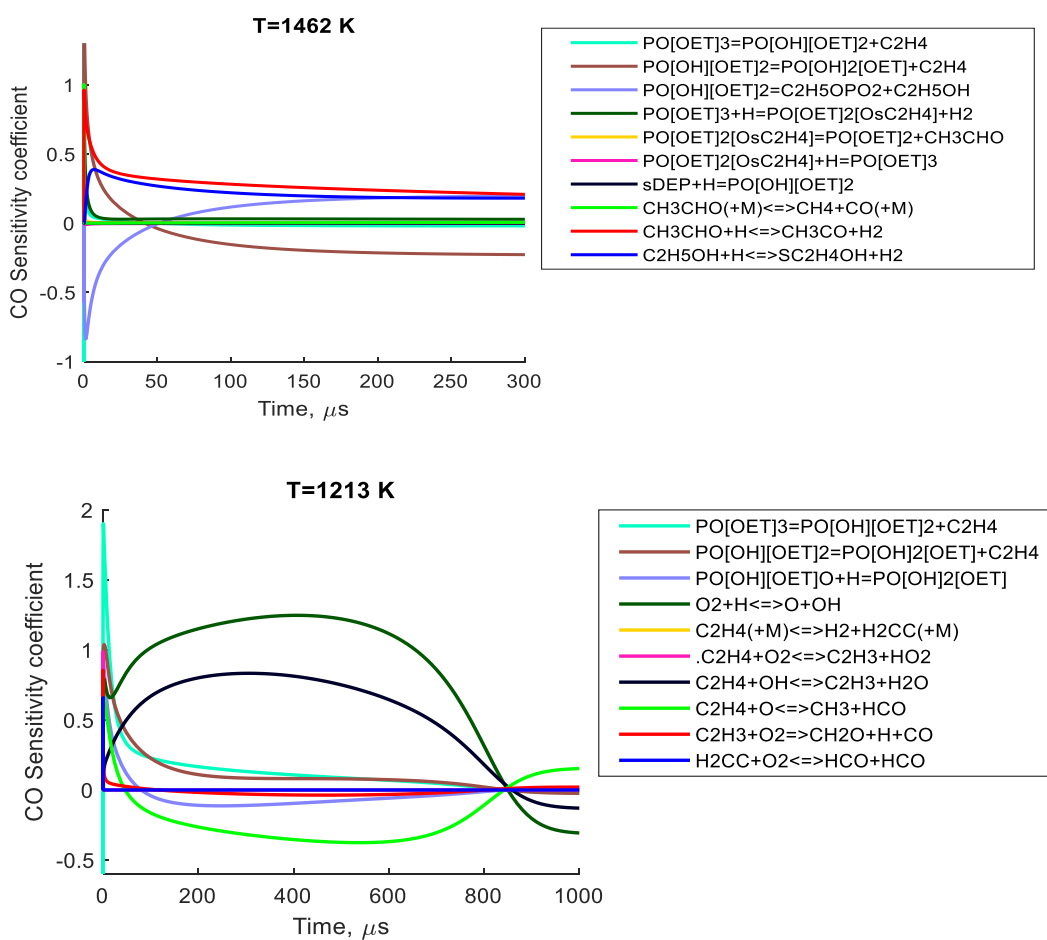 T=1462 K
CO Sensitivity coefficient
1
0.5
0
-0.5
-1
0 50 100 150 200 250 300
Time, μs
PO[OET]3=PO[OH][OET]2+C2H4
PO[OH][OET]2=PO[OH]2[OET]+C2H4
PO[OH][OET]2=C2H5OPO2+C2H5OH
PO[OET]3+H=PO[OET]2[OsC2H4]+H2
PO[OET]2[OsC2H4]=PO[OET]2+CH3CHO
PO[OET]2[OsC2H4]+H=PO[OET]3
sDEP+H=PO[OH][OET]2
CH3CHO(+M)<=>CH4+CO(+M)
CH3CHO+H<=>CH3CO+H2
C2H5OH+H<=>SC2H4OH+H2
T=1213 K
CO Sensitivity coefficient
2
1.5
1
0.5
0
-0.5
0 200 400 600 800 1000
Time, μs
PO[OET]3=PO[OH][OET]2+C2H4
PO[OH][OET]2=PO[OH]2[OET]+C2H4
PO[OH][OET]O+H=PO[OH]2[OET]
O2+H<=>O+OH
C2H4(+M)<=>H2+H2CC(+M)
.C2H4+O2<=>C2H3+HO2
C2H4+OH<=>C2H3+H2O
C2H4+O<=>CH3+HCO
C2H3+O2=>CH2O+H+CO
H2CC+O2<=>HCO+HCO